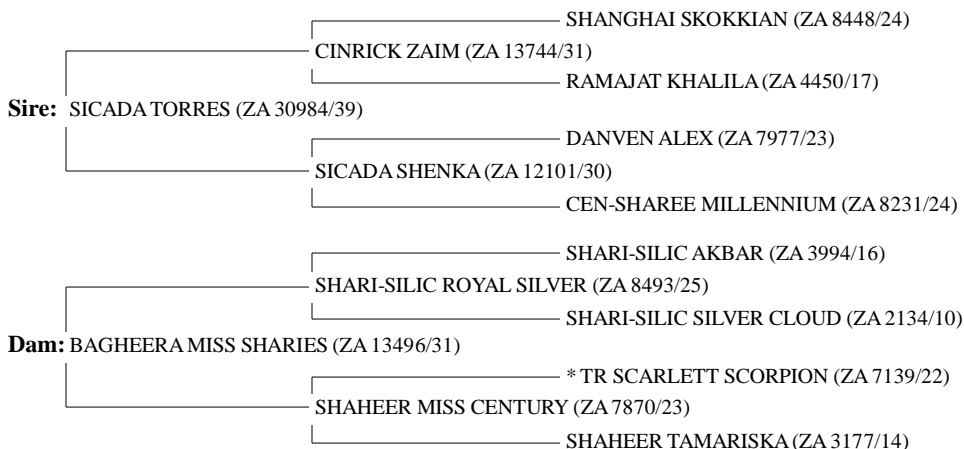 SHANGHAI SKOKKIAN (ZA 8448/24)
CINRICK ZAIM (ZA 13744/31)
RAMAJAT KHALILA (ZA 4450/17)
Sire: SICADA TORRES (ZA 30984/39)
DANVEN ALEX (ZA 7977/23)
SICADA SHENKA (ZA 12101/30)
CEN-SHAREE MILLENNIUM (ZA 8231/24)
SHARI-SILIC AKBAR (ZA 3994/16)
SHARI-SILIC ROYAL SILVER (ZA 8493/25)
SHARI-SILIC SILVER CLOUD (ZA 2134/10)
Dam: BAGHEERA MISS SHARIES (ZA 13496/31)
* TR SCARLETT SCORPION (ZA 7139/22)
SHAHEER MISS CENTURY (ZA 7870/23)
SHAHEER TAMARISKA (ZA 3177/14)